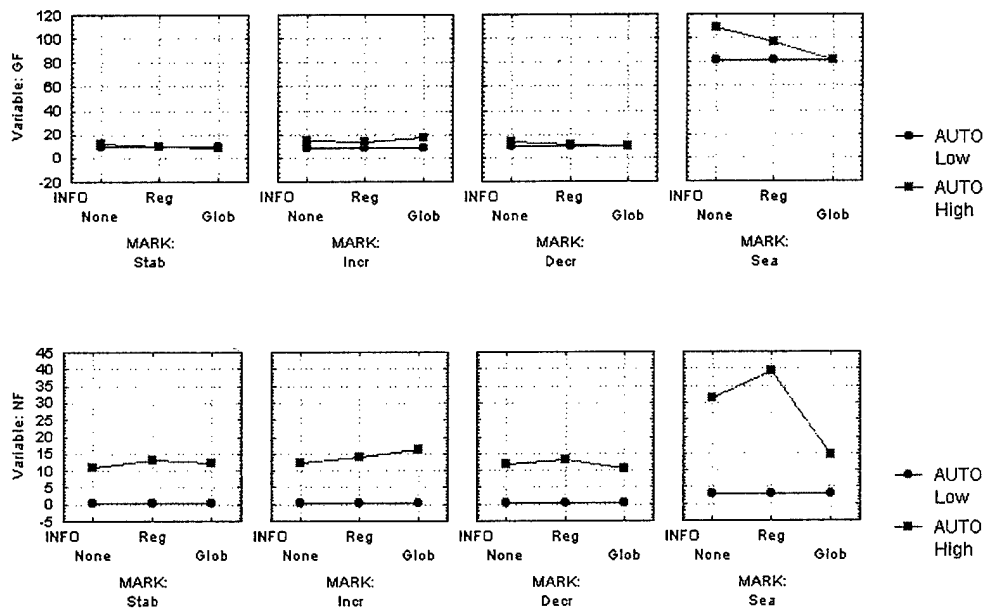 120
100
80
60
40
20
0
-20
Variable: GF
INFO Reg
None Glob
MARK:
Stab
INFO Reg
None Glob
MARK:
Incr
INFO Reg
None Glob
MARK:
Decr
INFO Reg
None Glob
MARK:
Sea
AUTO
Low
AUTO
High
45
40
35
30
25
20
15
10
5
0
-5
Variable: NF
INFO Reg
None Glob
MARK:
Stab
INFO Reg
None Glob
MARK:
Incr
INFO Reg
None Glob
MARK:
Decr
INFO Reg
None Glob
MARK:
Sea
AUTO
Low
AUTO
High